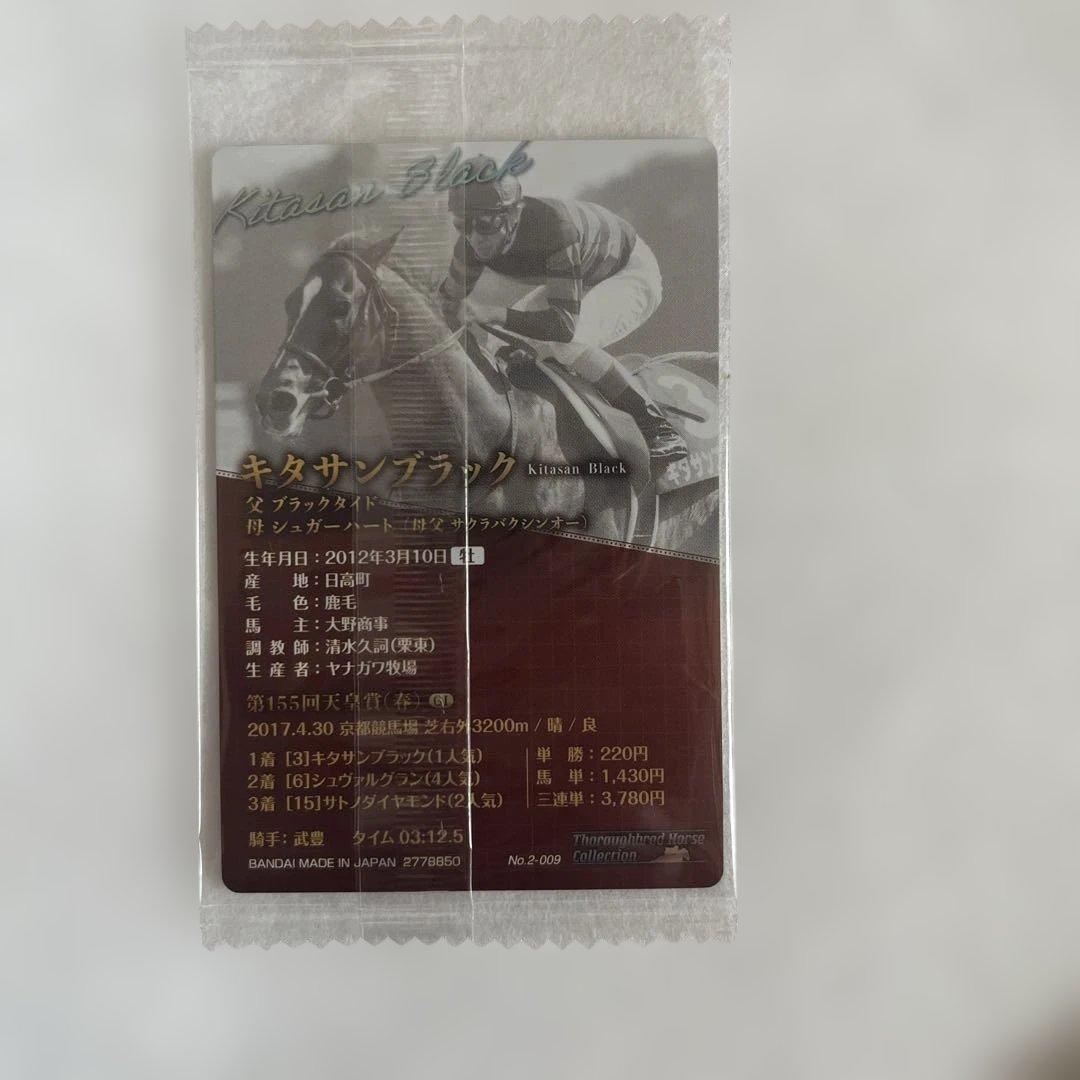 Kitasan Black
3
キタサンブ
キタサンブラック Kitasan Black
父 ブラックタイド
母 シュガーハート(母父 サクラバクシンオー)
生年月日:2012年3月10日 牡
産 地:日高町
毛 色:鹿毛
馬 主:大野商事
調教師:清水久詞(栗東)
生産者:ヤナガワ牧場
第155回天皇賞(春) GI
2017.4.30 京都競馬場 芝右外3200m / 晴 / 良
1着 [3]キタサンブラック(1人気) 単 勝:220円
2着 [6]シュヴァルグラン(4人気) 馬 単:1,430円
3着 [15]サトノダイヤモンド(2人気) 三連単:3,780円
騎手:武豊 タイム 03:12.5
BANDAI MADE IN JAPAN 2778850 No.2-009
Thoroughbred Horse
Collection